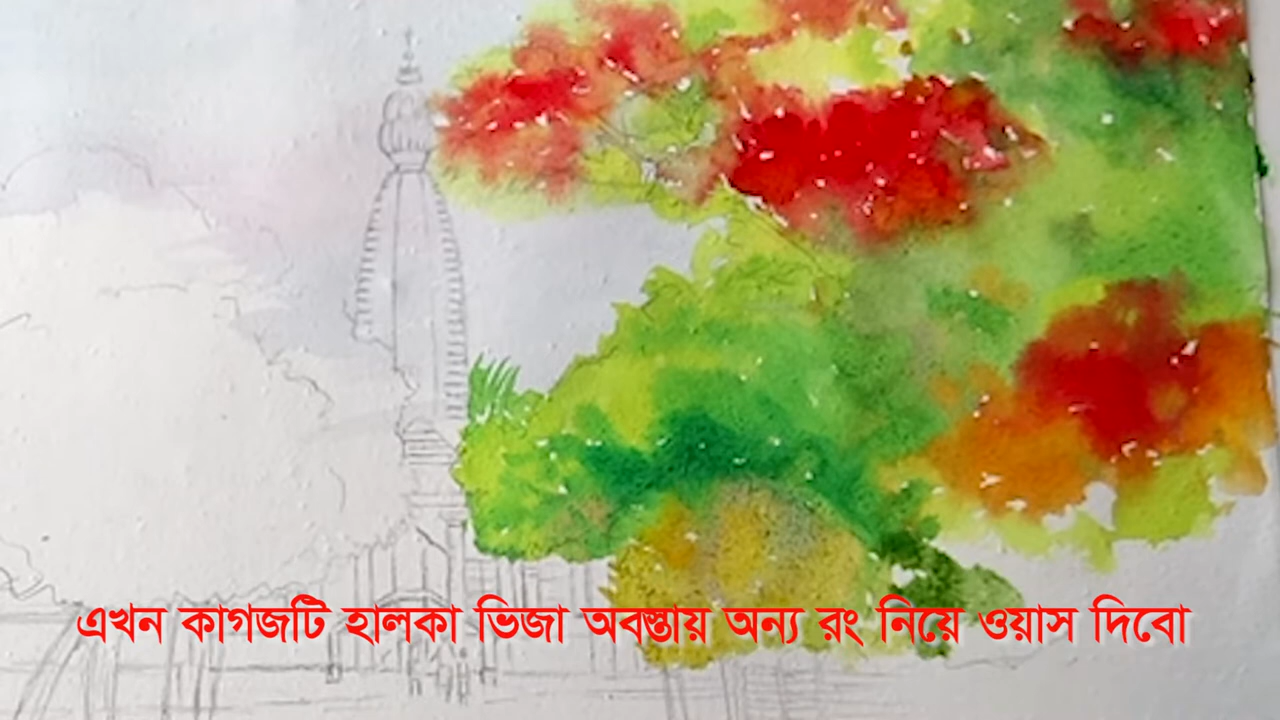 এখন কাগজটি হালকা ভিজা অবস্তায় অন্য রং নিয়ে ওয়াস দিবো